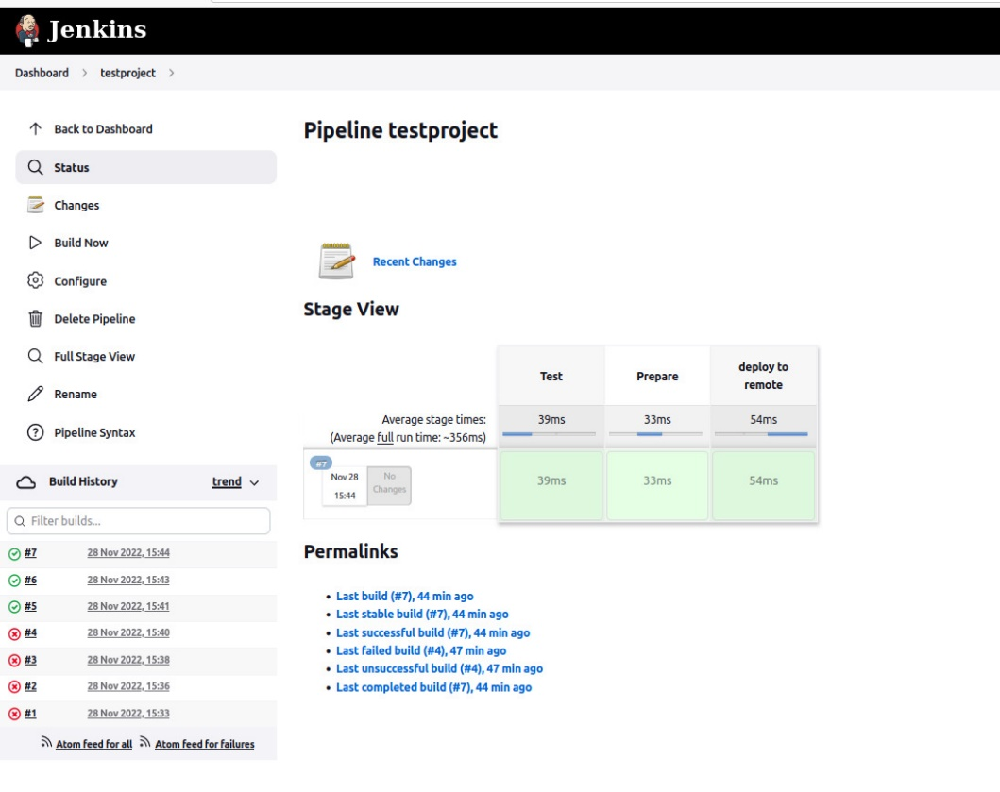 Jenkins
Dashboard > testproject >
Back to Dashboard
Status
Changes
Build Now
Configure
Delete Pipeline
Full Stage View
Rename
? Pipeline Syntax
Build History trend
Filter builds...
#7 28 Nov 2022, 15:44
#6 28 Nov 2022, 15:43
#5 28 Nov 2022, 15:41
#4 28 Nov 2022, 15:40
#3 28 Nov 2022, 15:38
#2 28 Nov 2022, 15:36
#1 28 Nov 2022, 15:33
Atom feed for all Atom feed for failures
Pipeline testproject
Recent Changes
Stage View
Test Prepare deploy to
remote
Average stage times: 39ms 33ms 54ms
(Average full run time: ~356ms)
#7
Nov 28
15:44
No
Changes
39ms 33ms 54ms
Permalinks
• Last build (#7), 44 min ago
• Last stable build (#7), 44 min ago
• Last successful build (#7), 44 min ago
• Last failed build (#4), 47 min ago
• Last unsuccessful build (#4), 47 min ago
• Last completed build (#7), 44 min ago